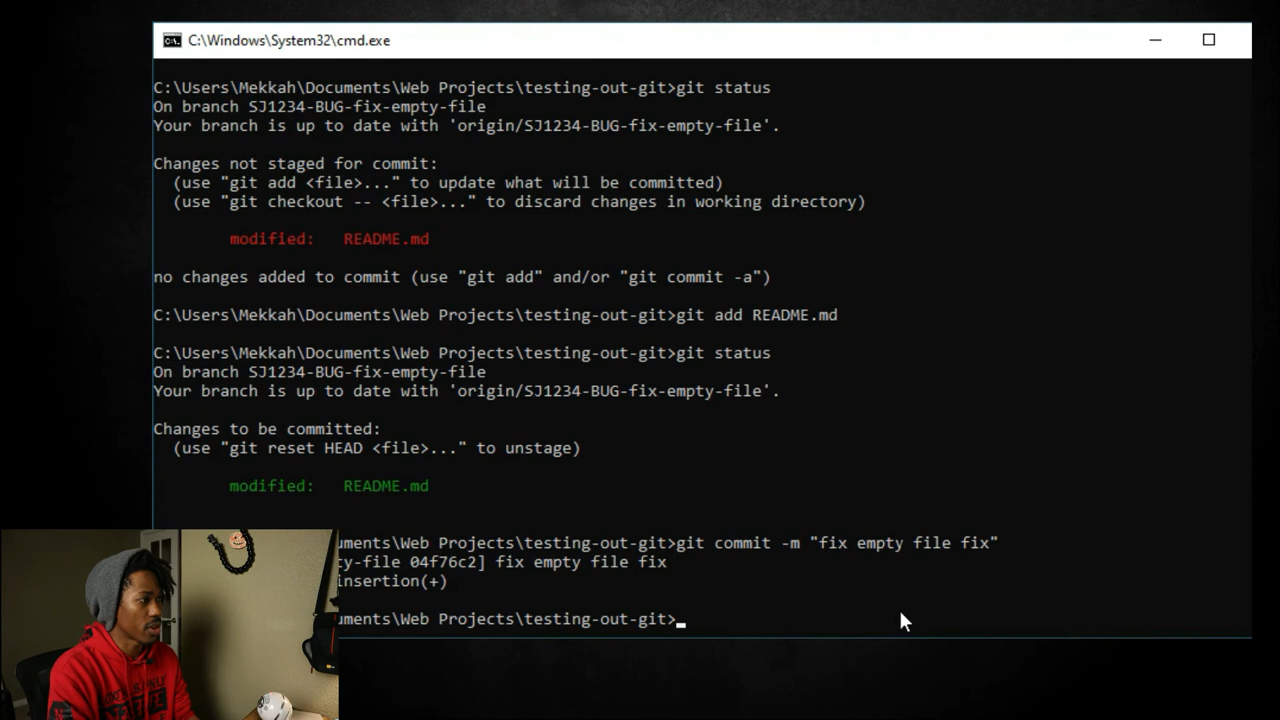 C:\Windows\System32\cmd.exe
C:\Users\Mekkah\Documents\Web Projects\testing-out-git>git status
On branch SJ1234-BUG-fix-empty-file
Your branch is up to date with 'origin/SJ1234-BUG-fix-empty-file'.
Changes not staged for commit:
(use "git add <file>..." to update what will be committed)
(use "git checkout -- <file>..." to discard changes in working directory)
modified: README.md
no changes added to commit (use "git add" and/or "git commit -a")
C:\Users\Mekkah\Documents\Web Projects\testing-out-git>git add README.md
C:\Users\Mekkah\Documents\Web Projects\testing-out-git>git status
On branch SJ1234-BUG-fix-empty-file
Your branch is up to date with 'origin/SJ1234-BUG-fix-empty-file'.
Changes to be committed:
(use "git reset HEAD <file>..." to unstage)
modified: README.md
uments\Web Projects\testing-out-git>git commit -m "fix empty file fix"
ty-file 04f76c2] fix empty file fix
insertion(+)
uments\Web Projects\testing-out-git>